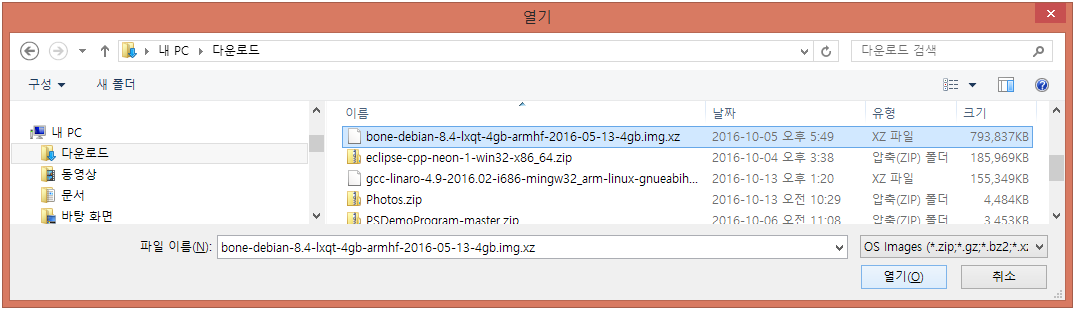 열기
내 PC 다운로드 다운로드 검색
구성 새 폴더
이름 날짜 유형 크기
내 PC
다운로드
동영상
문서
바탕 화면
bone-debian-8.4-lxqt-4gb-armhf-2016-05-13-4gb.img.xz 2016-10-05 오후 5:49 XZ 파일 793,837KB
eclipse-cpp-neon-1-win32-x86_64.zip 2016-10-04 오후 3:38 압축(ZIP) 폴더 185,969KB
gcc-linaro-4.9-2016.02-i686-mingw32_arm-linux-gnueabih... 2016-10-13 오후 1:20 XZ 파일 155,349KB
Photos.zip 2016-10-13 오전 10:29 압축(ZIP) 폴더 4,484KB
PSDemoProgram-master.zip 2016-10-06 오전 11:08 압축(ZIP) 폴더 3,453KB
파일 이름(N): bone-debian-8.4-lxqt-4gb-armhf-2016-05-13-4gb.img.xz OS Images (*.zip;*.gz;*.bz2;*.xz
열기(O) 취소